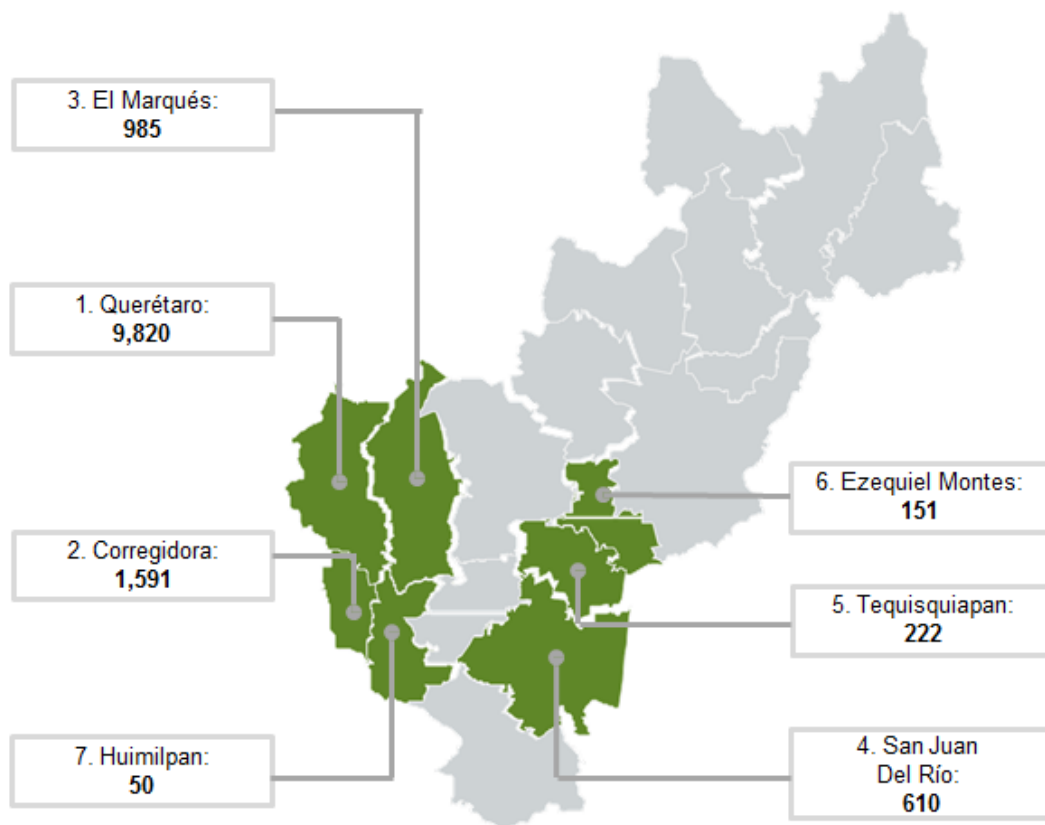 3. El Marqués:
985
1. Querétaro:
9,820
2. Corregidora:
1,591
7. Huimilpan:
50
6. Ezequiel Montes:
151
5. Tequisquiapan:
222
4. San Juan
Del Río:
610